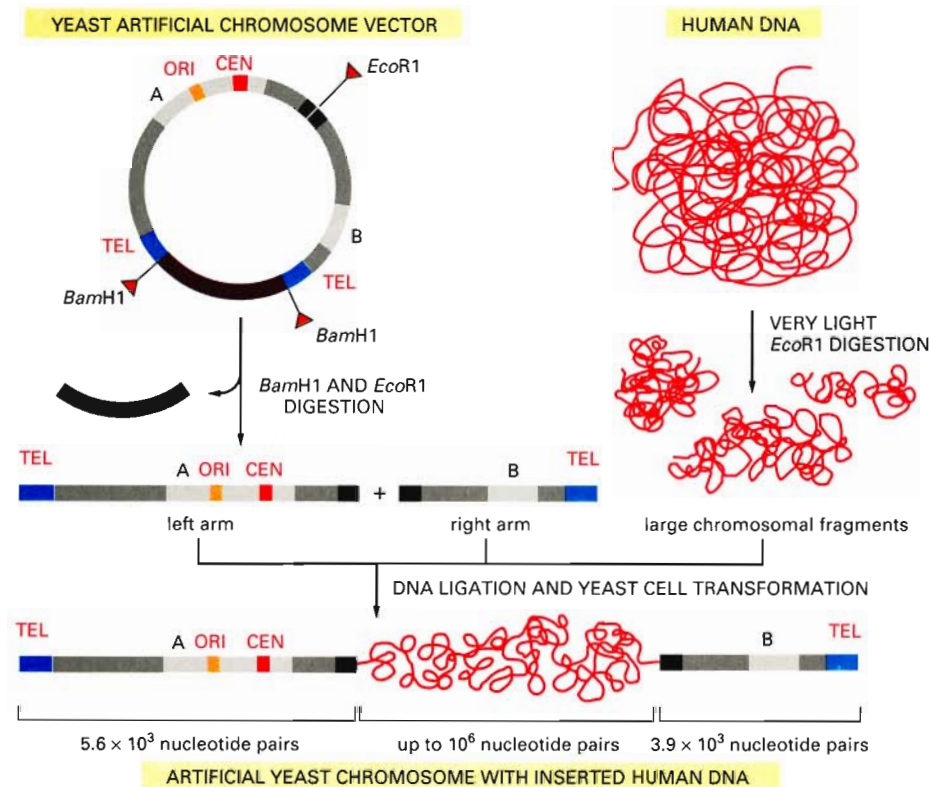 YEAST ARTIFICIAL CHROMOSOME VECTOR
ORI
CEN
EcoR1
A
B
TEL
TEL
BamH1
BamH1
BamH1 AND EcoR1
DIGESTION
HUMAN DNA
VERY LIGHT
EcoR1 DIGESTION
TEL
A ORI CEN
+
B
TEL
left arm
right arm
large chromosomal fragments
DNA LIGATION AND YEAST CELL TRANSFORMATION
TEL
A ORI CEN
B
TEL
5.6 × 10³ nucleotide pairs
up to 10⁶ nucleotide pairs
3.9 × 10³ nucleotide pairs
ARTIFICIAL YEAST CHROMOSOME WITH INSERTED HUMAN DNA